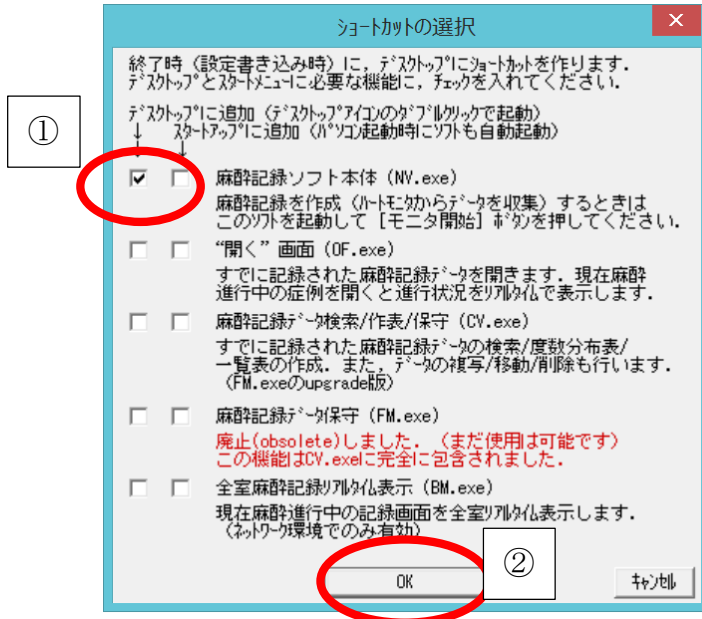 ショートカットの選択
×
終了時（設定書き込み時）に，ﾃﾞｽｸﾄｯﾌﾟにｼｮｰﾄｶｯﾄを作ります．
ﾃﾞｽｸﾄｯﾌﾟとｽﾀｰﾄﾒﾆｭｰに必要な機能に，ﾁｪｯｸを入れてください．
①
ﾃﾞｽｸﾄｯﾌﾟに追加（ﾃﾞｽｸﾄｯﾌﾟｱｲｺﾝのﾀﾞﾌﾞﾙｸﾘｯｸで起動）
↓ ｽﾀｰﾄｱｯﾌﾟに追加（ﾊﾟｿｺﾝ起動時にｿﾌﾄも自動起動）
↓ ↓
麻酔記録ソフト本体（NV.exe）
麻酔記録を作成（ﾊｰﾄﾓﾆﾀからﾃﾞｰﾀを収集）するときは
このｿﾌﾄを起動して［モニタ開始］ﾎﾞﾀﾝを押してください．
“開く” 画面（OF.exe）
すでに記録された麻酔記録ﾃﾞｰﾀを開きます．現在麻酔
進行中の症例を開くと進行状況をﾘｱﾙﾀｲﾑで表示します．
麻酔記録ﾃﾞｰﾀ検索/作表/保守（CV.exe）
すでに記録された麻酔記録ﾃﾞｰﾀの検索/度数分布表/
一覧表の作成．また，ﾃﾞｰﾀの複写/移動/削除も行います．
（FM.exeのupgrade版）
麻酔記録ﾃﾞｰﾀ保守（FM.exe）
廃止(obsolete)しました．（まだ使用は可能です）
この機能はCV.exeに完全に包含されました．
全室麻酔記録ﾘｱﾙﾀｲﾑ表示（BM.exe）
現在麻酔進行中の記録画面を全室ﾘｱﾙﾀｲﾑ表示します．
（ﾈｯﾄﾜｰｸ環境でのみ有効）
②
OK
ｷｬﾝｾﾙ